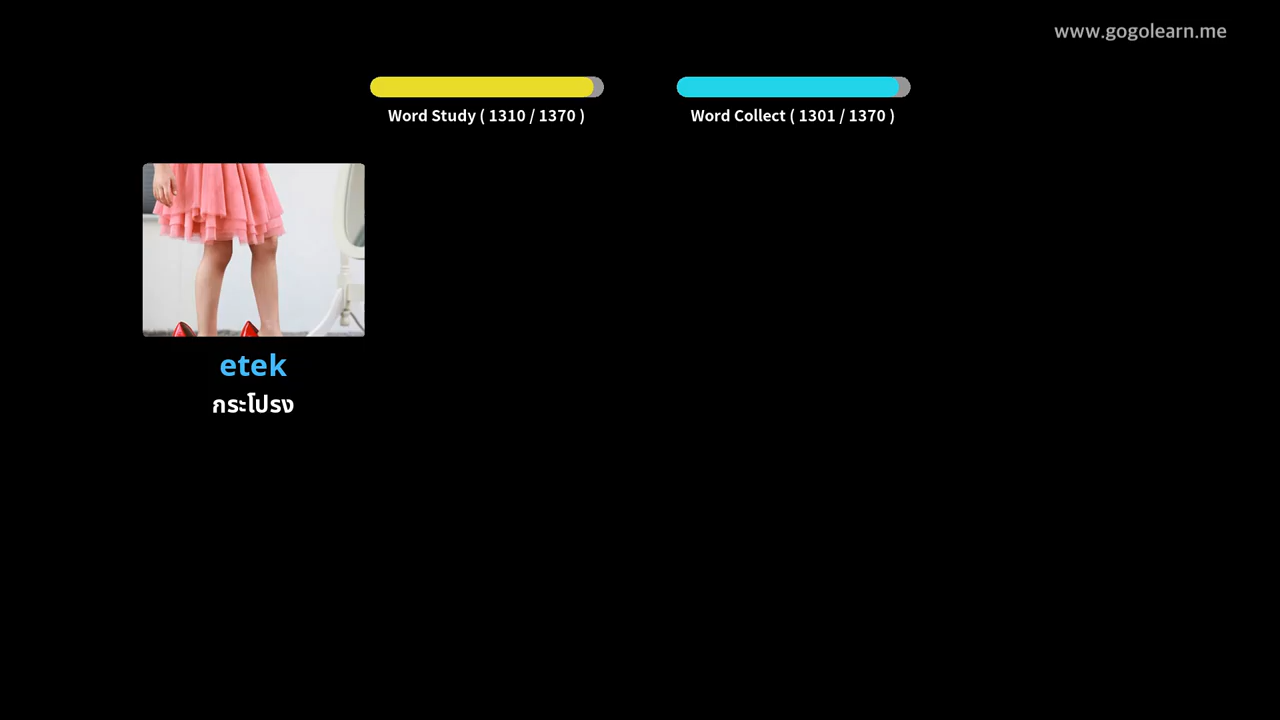 www.gogolearn.me
Word Study ( 1310 / 1370 )
Word Collect ( 1301 / 1370 )
etek
กระโปรง